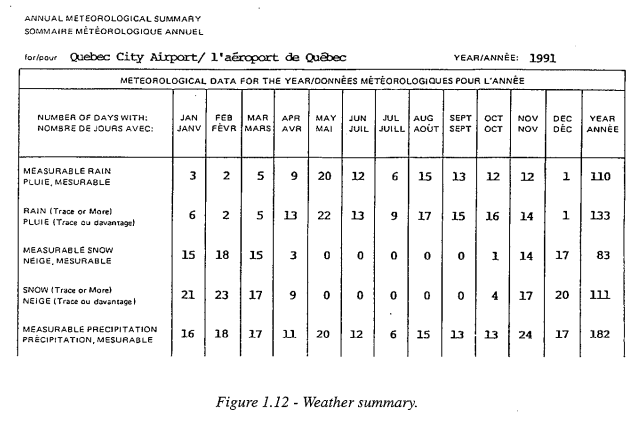 ANNUAL METEOROLOGICAL SUMMARY
SOMMAIRE MÉTÉOROLOGIQUE ANNUEL
for/pour Quebec City Airport/ l'aéroport de Québec YEAR/ANNÉE: 1991
METEOROLOGICAL DATA FOR THE YEAR/DONNÉES MÉTÉOROLOGIQUES POUR L'ANNÉE
NUMBER OF DAYS WITH: JAN FEB MAR APR MAY JUN JUL AUG SEPT OCT NOV DEC YEAR
NOMBRE DE JOURS AVEC: JANV FÉVR MARS AVR MAI JUIL JUILL AOÛT SEPT OCT NOV DÉC ANNÉE
MEASURABLE RAIN 3 2 5 9 20 12 6 15 13 12 12 1 110
PLUIE, MESURABLE
RAIN (Trace or More) 6 2 5 13 22 13 9 17 15 16 14 1 133
PLUIE (Trace ou davantage)
MEASURABLE SNOW 15 18 15 3 0 0 0 0 0 1 14 17 83
NEIGE, MESURABLE
SNOW (Trace or More) 21 23 17 9 0 0 0 0 0 4 17 20 111
NEIGE (Trace ou davantage)
MEASURABLE PRECIPITATION 16 18 17 11 20 12 6 15 13 13 24 17 182
PRÉCIPITATION, MESURABLE
Figure 1.12 - Weather summary.